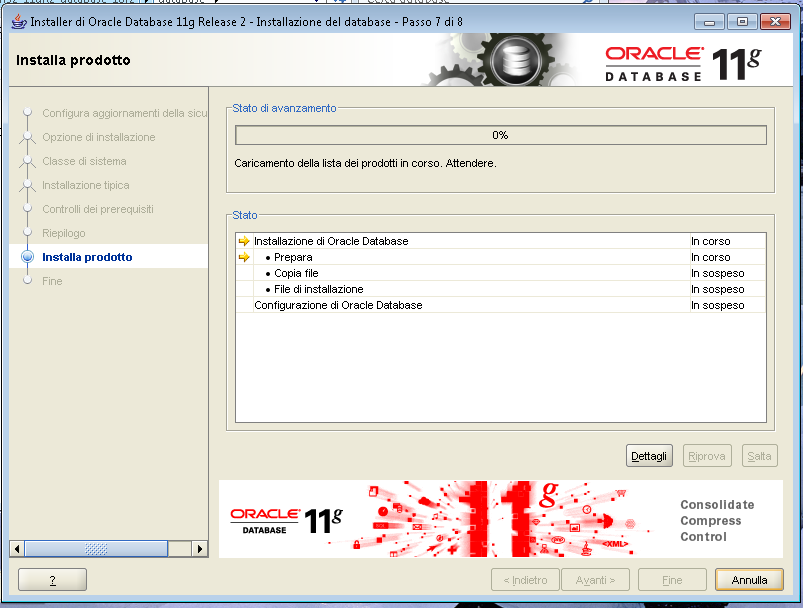 Installer di Oracle Database 11g Release 2 - Installazione del database - Passo 7 di 8
Installa prodotto
ORACLE
DATABASE
11g
Configura aggiornamenti della sicu
Opzione di installazione
Classe di sistema
Installazione tipica
Controlli dei prerequisiti
Riepilogo
Installa prodotto
Fine
Stato di avanzamento
0%
Caricamento della lista dei prodotti in corso. Attendere.
Stato
Installazione di Oracle Database In corso
• Prepara In corso
• Copia file In sospeso
• File di installazione In sospeso
Configurazione di Oracle Database In sospeso
Dettagli Riprova Salta
ORACLE
DATABASE
11g
11g
<XML>
Consolidate
Compress
Control
? < Indietro Avanti > Fine Annulla